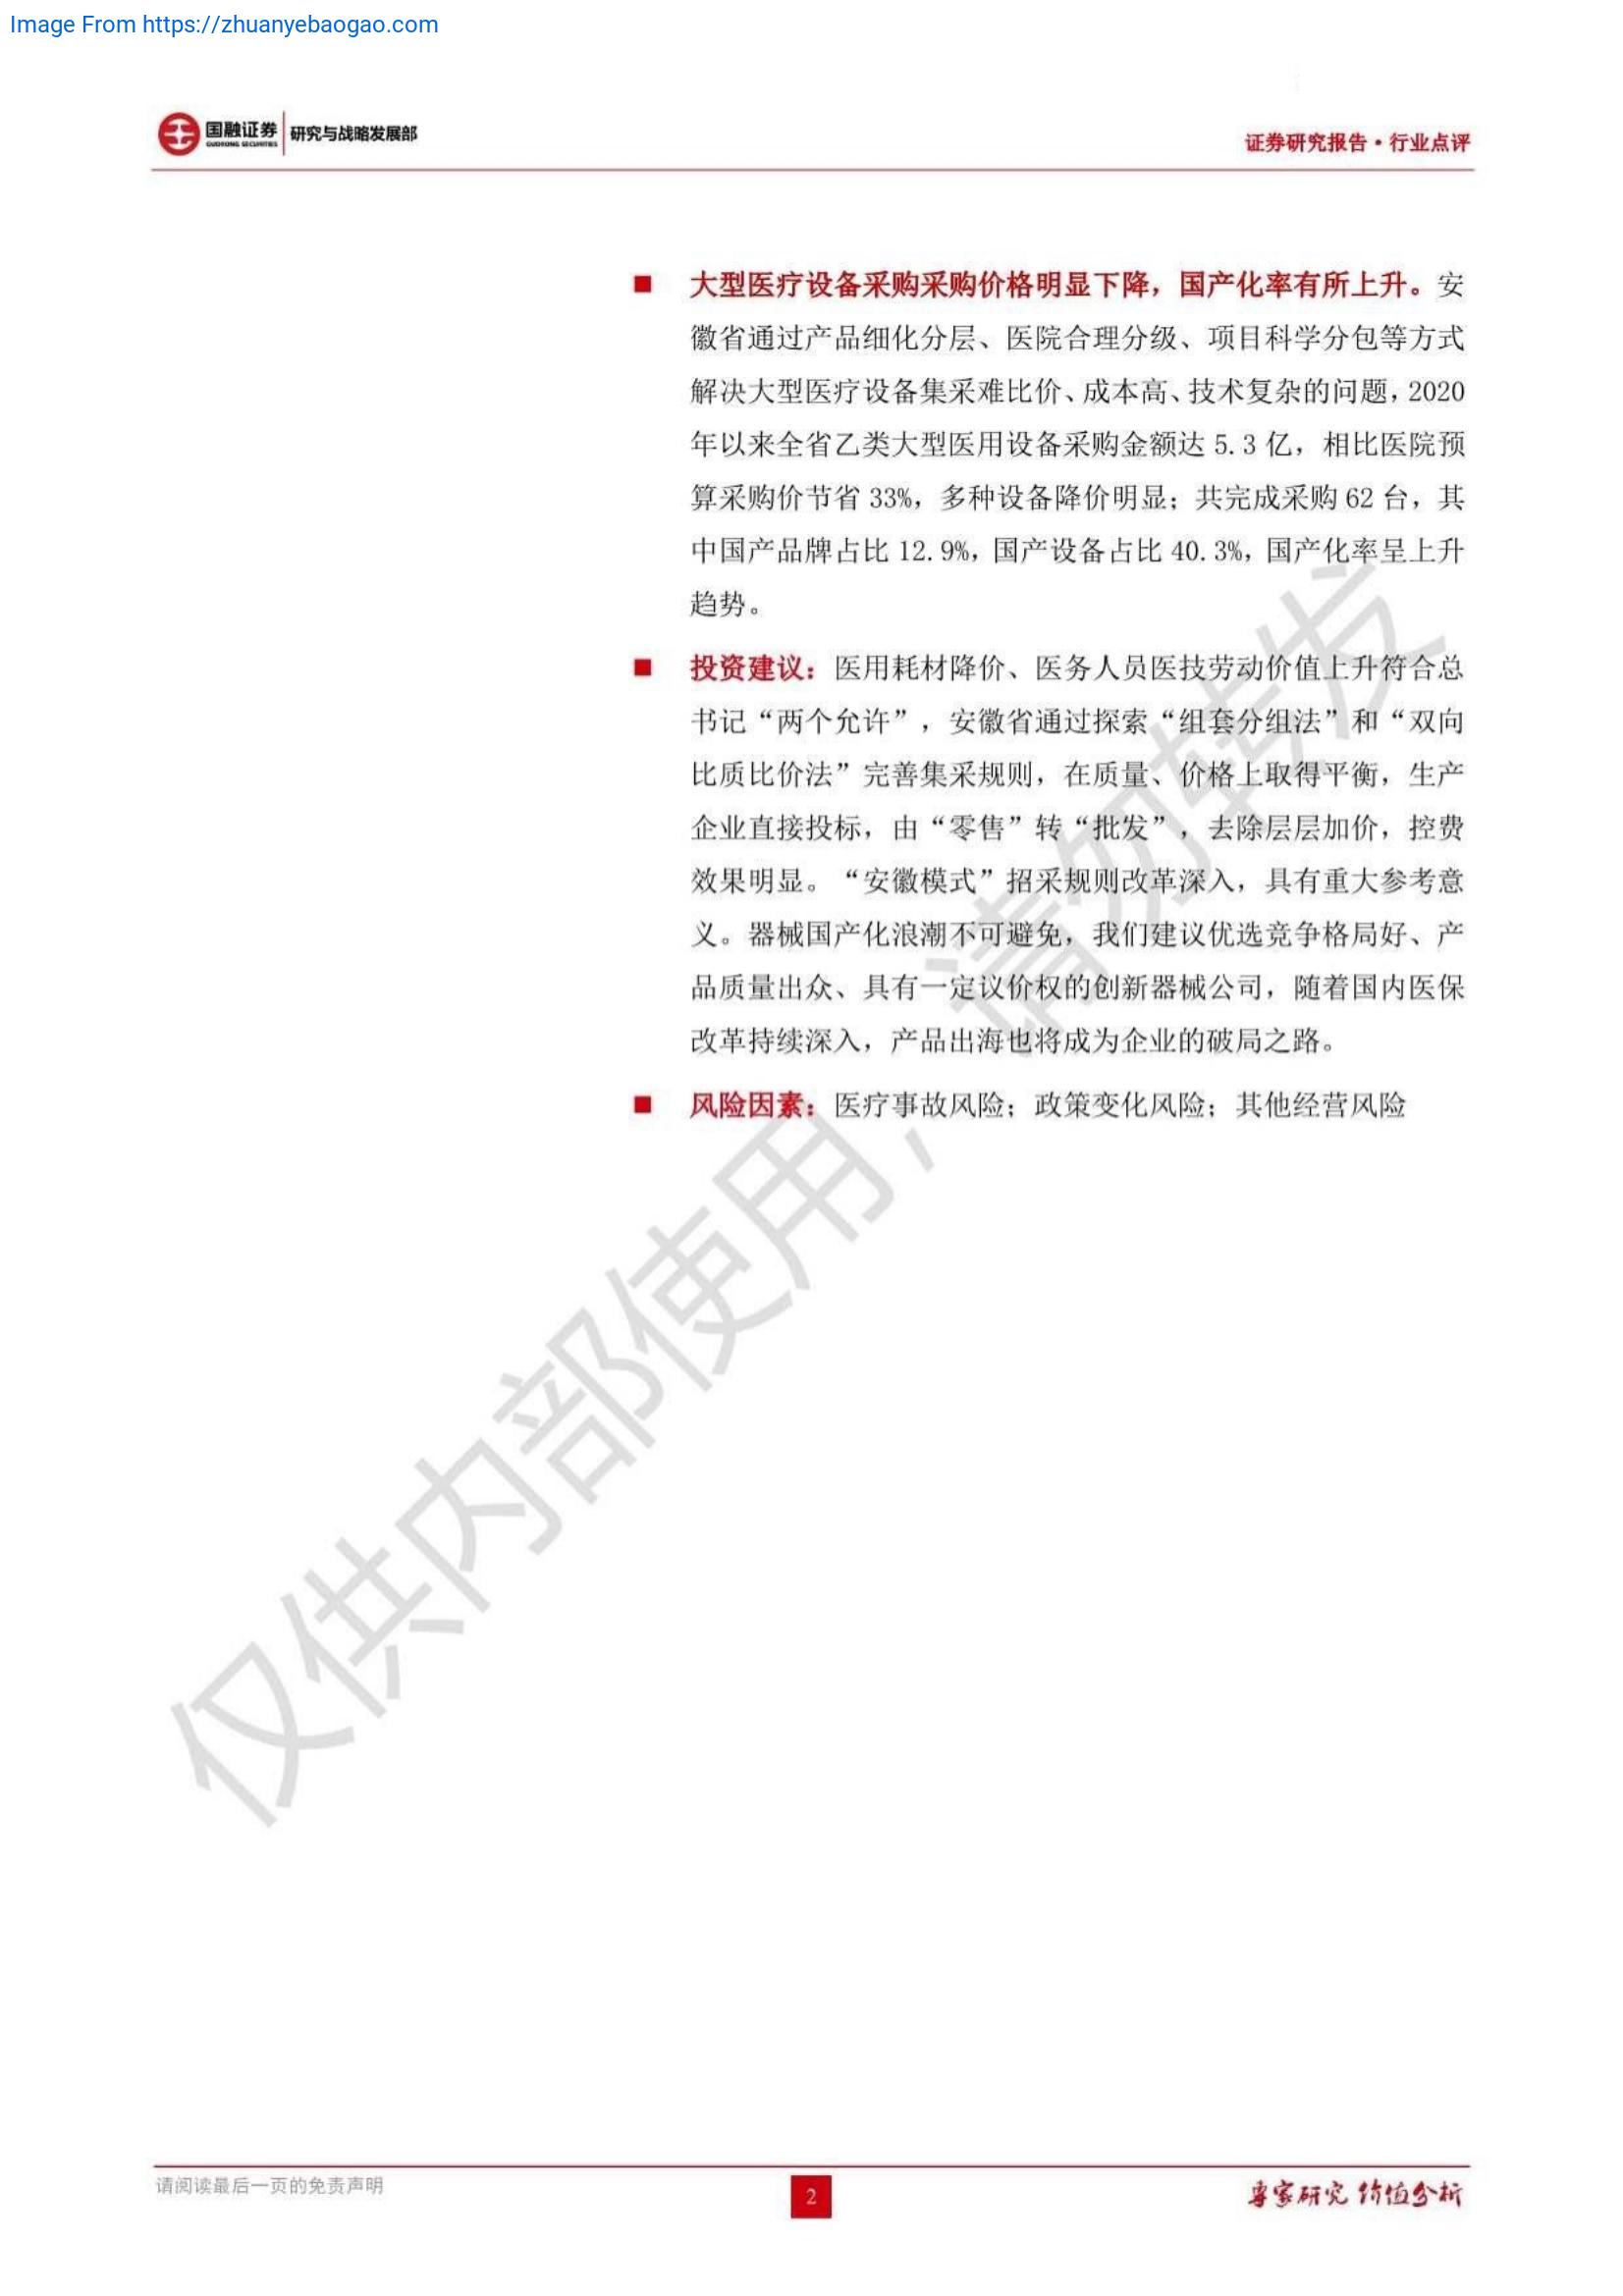 Image From https://zhuanyebaogao.com
国融证券 研究与战略发展部
GUORONG SECURITIES
证券研究报告·行业点评
■ 大型医疗设备采购采购价格明显下降，国产化率有所上升。安
徽省通过产品细化分层、医院合理分级、项目科学分包等方式
解决大型医疗设备集采难比价、成本高、技术复杂的问题，2020
年以来全省乙类大型医用设备采购金额达 5.3 亿，相比医院预
算采购价节省 33%，多种设备降价明显；共完成采购 62 台，其
中国产品牌占比 12.9%，国产设备占比 40.3%，国产化率呈上升
趋势。
■ 投资建议：医用耗材降价、医务人员医技劳动价值上升符合总
书记“两个允许”，安徽省通过探索“组套分组法”和“双向
比质比价法”完善集采规则，在质量、价格上取得平衡，生产
企业直接投标，由“零售”转“批发”，去除层层加价，控费
效果明显。“安徽模式”招采规则改革深入，具有重大参考意
义。器械国产化浪潮不可避免，我们建议优选竞争格局好、产
品质量出众、具有一定议价权的创新器械公司，随着国内医保
改革持续深入，产品出海也将成为企业的破局之路。
■ 风险因素：医疗事故风险；政策变化风险；其他经营风险
仅供内部使用，请勿转发
请阅读最后一页的免责声明
2
专家研究 价值分析